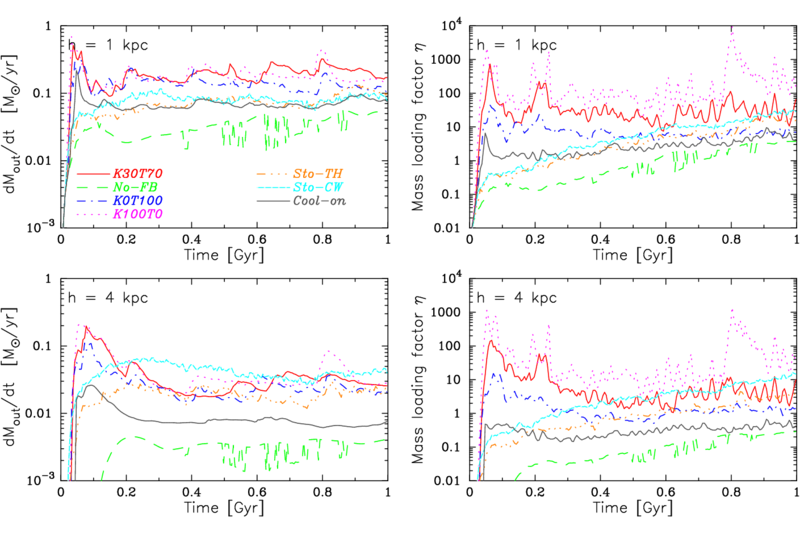 h = 1 kpc
dM_out/dt [M_⊙/yr]
1
0.1
0.01
10^−3
K30T70
No−FB
K0T100
K100T0
Sto−TH
Sto−CW
Cool−on
0 0.2 0.4 0.6 0.8 1
Time [Gyr]
h = 1 kpc
Mass loading factor η
10^4
1000
100
10
1
0.1
0.01
0 0.2 0.4 0.6 0.8 1
Time [Gyr]
h = 4 kpc
dM_out/dt [M_⊙/yr]
1
0.1
0.01
10^−3
0 0.2 0.4 0.6 0.8 1
Time [Gyr]
h = 4 kpc
Mass loading factor η
10^4
1000
100
10
1
0.1
0.01
0 0.2 0.4 0.6 0.8 1
Time [Gyr]